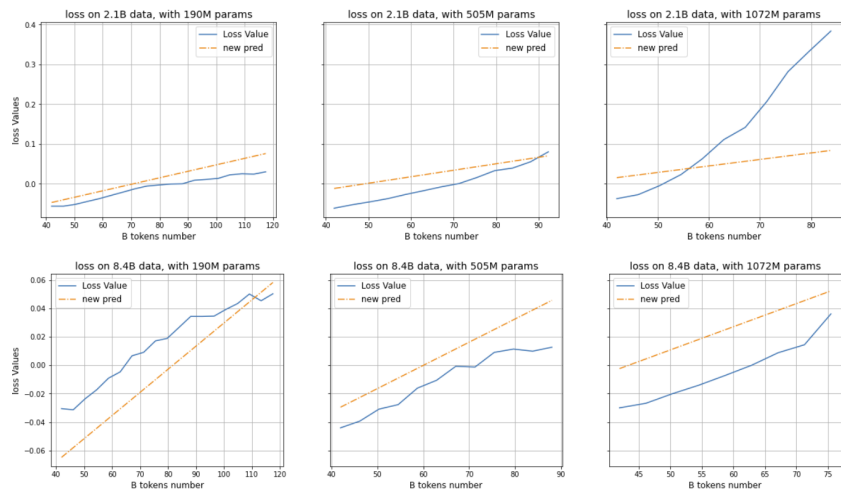 loss on 2.1B data, with 190M params
loss on 2.1B data, with 505M params
loss on 2.1B data, with 1072M params
Loss Value
new pred
Loss Value
new pred
Loss Value
new pred
loss Values
0.4
0.3
0.2
0.1
0.0
40 50 60 70 80 90 100 110 120
50 60 70 80 90
50 60 70 80
B tokens number
B tokens number
B tokens number
loss on 8.4B data, with 190M params
loss on 8.4B data, with 505M params
loss on 8.4B data, with 1072M params
Loss Value
new pred
Loss Value
new pred
Loss Value
new pred
loss Values
0.06
0.04
0.02
0.00
−0.02
−0.04
−0.06
40 50 60 70 80 90 100 110 120
40 50 60 70 80 90
45 50 55 60 65 70 75
B tokens number
B tokens number
B tokens number